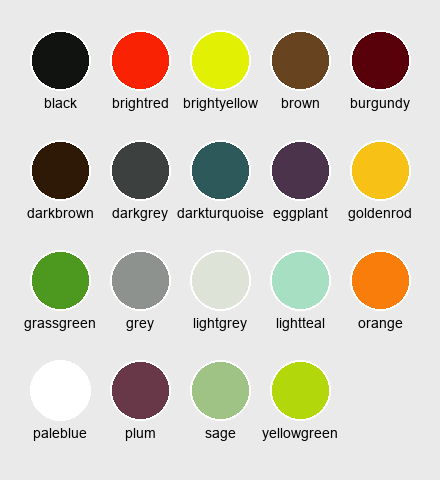 black brightred brightyellow brown burgundy
darkbrown darkgrey darkturquoise eggplant goldenrod
grassgreen grey lightgrey lightteal orange
paleblue plum sage yellowgreen